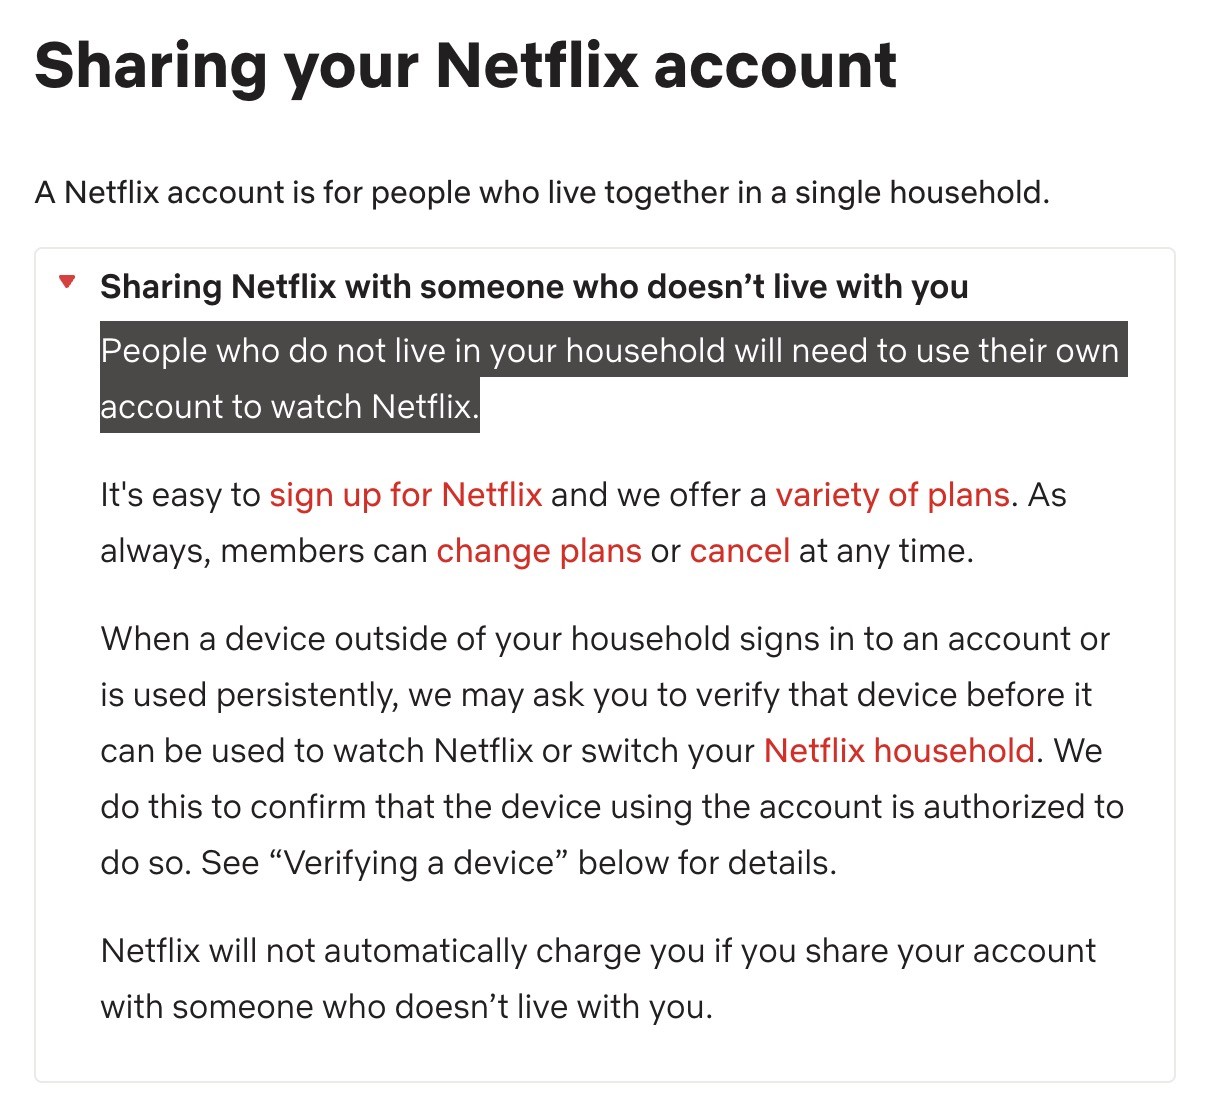 Sharing your Netflix account
A Netflix account is for people who live together in a single household.
Sharing Netflix with someone who doesn’t live with you
People who do not live in your household will need to use their own
account to watch Netflix.
It's easy to sign up for Netflix and we offer a variety of plans. As
always, members can change plans or cancel at any time.
When a device outside of your household signs in to an account or
is used persistently, we may ask you to verify that device before it
can be used to watch Netflix or switch your Netflix household. We
do this to confirm that the device using the account is authorized to
do so. See “Verifying a device” below for details.
Netflix will not automatically charge you if you share your account
with someone who doesn’t live with you.